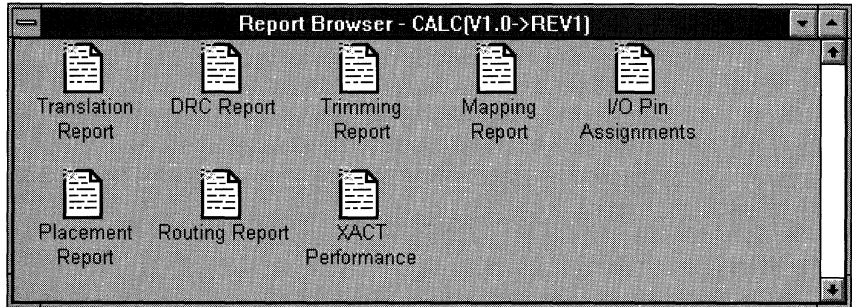 Report Browser - CALC(V1.0->REV1)
Translation Report
DRC Report
Trimming Report
Mapping Report
I/O Pin Assignments
Placement Report
Routing Report
XACT Performance